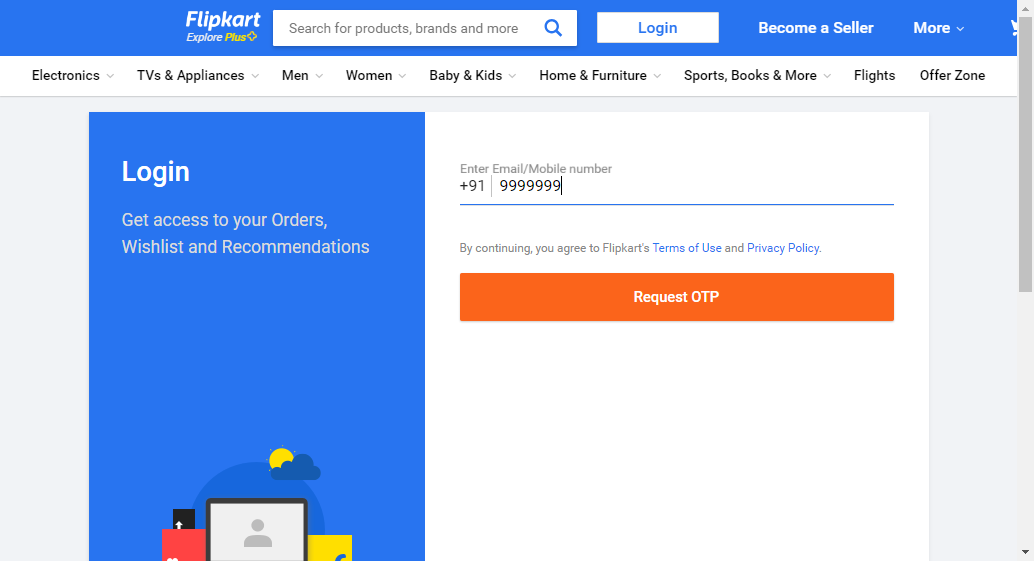 Flipkart
Explore Plus
Search for products, brands and more
Login
Become a Seller
More
Electronics
TVs & Appliances
Men
Women
Baby & Kids
Home & Furniture
Sports, Books & More
Flights
Offer Zone
Login
Get access to your Orders,
Wishlist and Recommendations
Enter Email/Mobile number
+91 9999999
By continuing, you agree to Flipkart's Terms of Use and Privacy Policy.
Request OTP